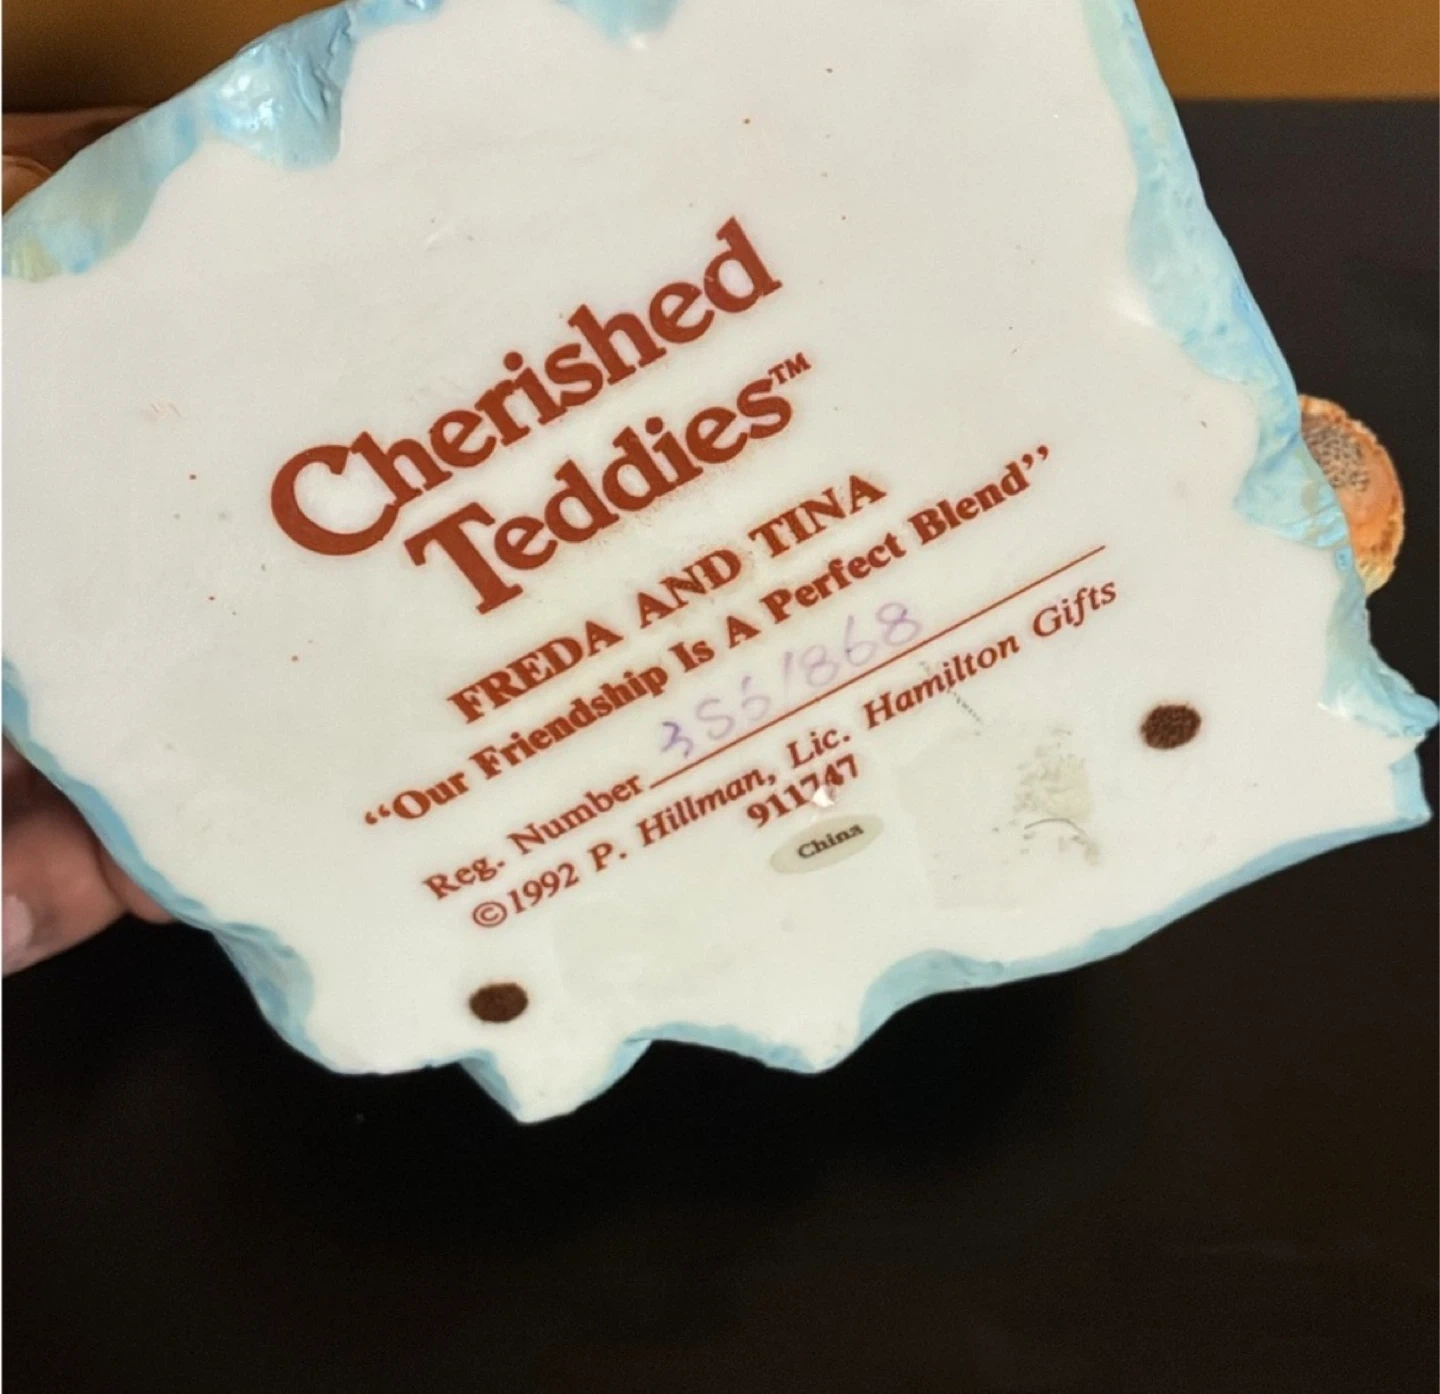 Cherished
Teddies™
FREDA AND TINA
“Our Friendship Is A Perfect Blend”
Reg. Number
©1992 P. Hillman, Lic. Hamilton Gifts
911747
China